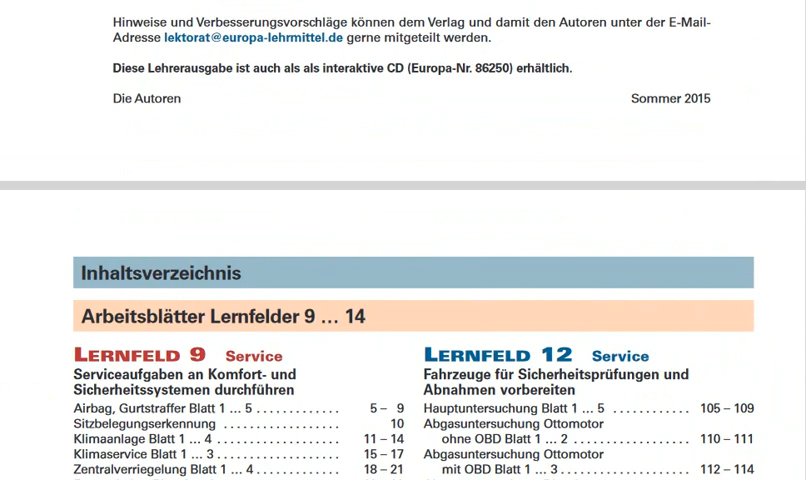 Hinweise und Verbesserungsvorschläge können dem Verlag und damit den Autoren unter der E-Mail-
Adresse lektorat@europa-lehrmittel.de gerne mitgeteilt werden.
Diese Lehrerausgabe ist auch als als interaktive CD (Europa-Nr. 86250) erhältlich.
Die Autoren Sommer 2015
Inhaltsverzeichnis
Arbeitsblätter Lernfelder 9 ... 14
LERNFELD 9 Service
Serviceaufgaben an Komfort- und
Sicherheitssystemen durchführen
Airbag, Gurtstraffer Blatt 1 ... 5 . . . . . . . . . . . . . 5 – 9
Sitzbelegungserkennung . . . . . . . . . . . . . . . . . . 10
Klimaanlage Blatt 1 ... 4 . . . . . . . . . . . . . . . . . . . 11 – 14
Klimaservice Blatt 1 ... 3 . . . . . . . . . . . . . . . . . . . 15 – 17
Zentralverriegelung Blatt 1 ... 4 . . . . . . . . . . . . . 18 – 21
LERNFELD 12 Service
Fahrzeuge für Sicherheitsprüfungen und
Abnahmen vorbereiten
Hauptuntersuchung Blatt 1 ... 5 . . . . . . . . . . . 105 – 109
Abgasuntersuchung Ottomotor
ohne OBD Blatt 1 ... 2 . . . . . . . . . . . . . . . . . 110 – 111
Abgasuntersuchung Ottomotor
mit OBD Blatt 1 ... 3 . . . . . . . . . . . . . . . . . . . 112 – 114